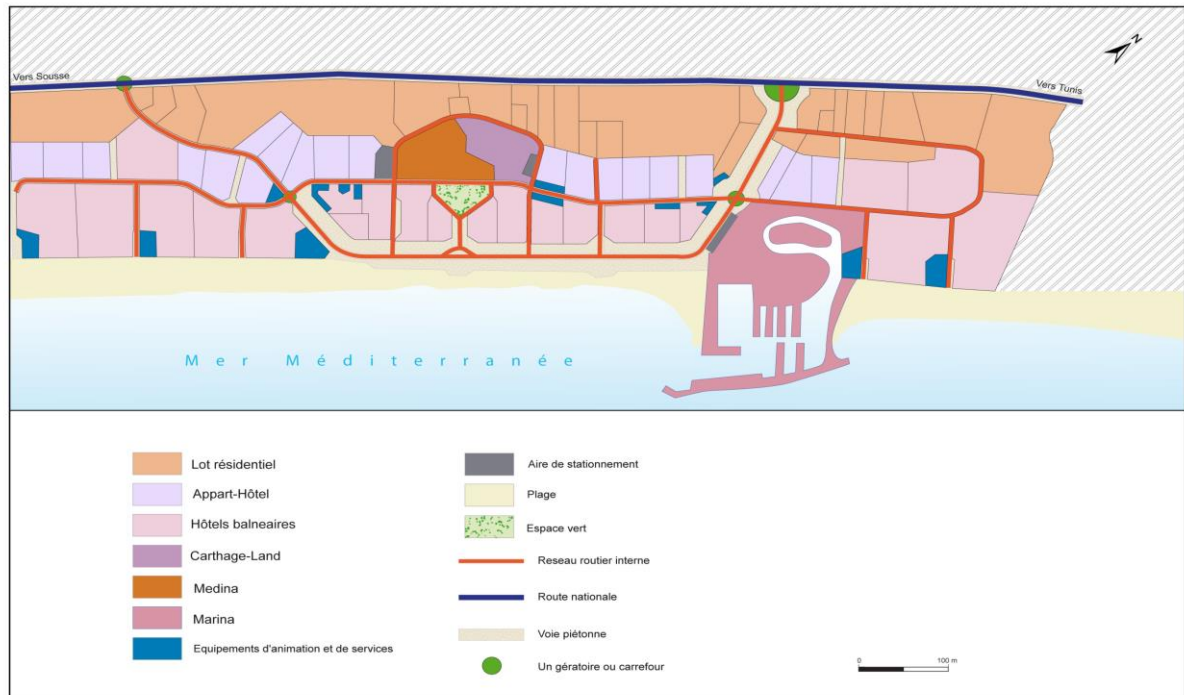 N
Vers Sousse
Vers Tunis
Mer Méditerranée
Lot résidentiel
Appart-Hôtel
Hôtels balneaires
Carthage-Land
Medina
Marina
Equipements d'animation et de services
Aire de stationnement
Plage
Espace vert
Reseau routier interne
Route nationale
Voie piétonne
Un gératoire ou carrefour
0 100 m